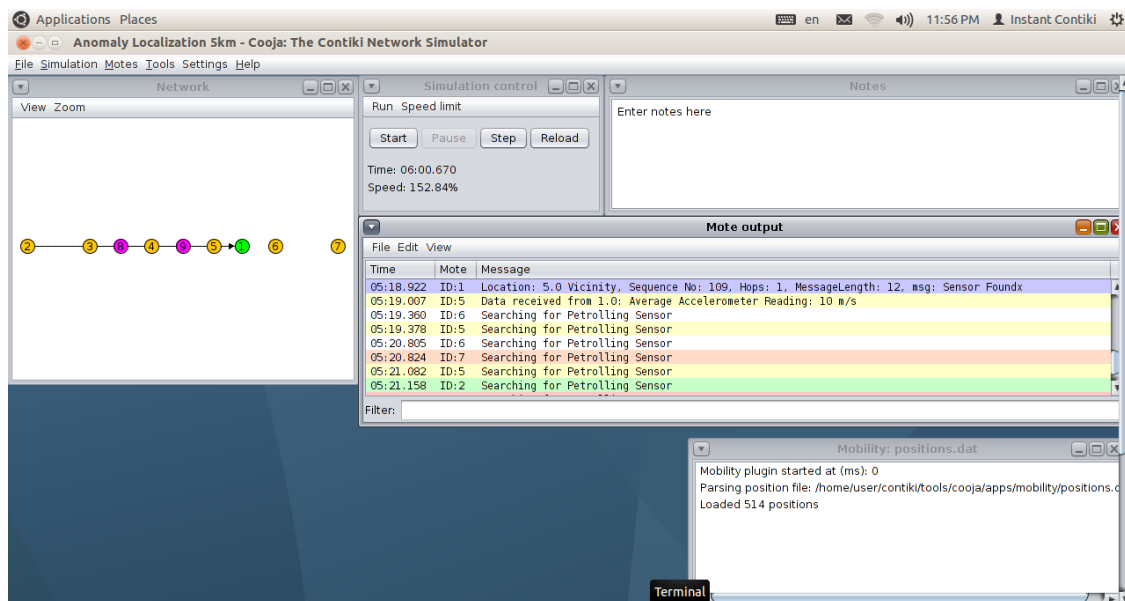 Applications Places en 11:56 PM Instant Contiki
Anomaly Localization 5km - Cooja: The Contiki Network Simulator
File Simulation Motes Tools Settings Help
Network
View Zoom
2 3 8 4 9 5 1 6 7
Simulation control
Run Speed limit
Start Pause Step Reload
Time: 06:00.670
Speed: 152.84%
Notes
Enter notes here
Mote output
File Edit View
Time Mote Message
05:18.922 ID:1 Location: 5.0 Vicinity, Sequence No: 109, Hops: 1, MessageLength: 12, msg: Sensor Foundx
05:19.007 ID:5 Data received from 1.0: Average Accelerometer Reading: 10 m/s
05:19.360 ID:6 Searching for Petrolling Sensor
05:19.378 ID:5 Searching for Petrolling Sensor
05:20.805 ID:6 Searching for Petrolling Sensor
05:20.824 ID:7 Searching for Petrolling Sensor
05:21.082 ID:5 Searching for Petrolling Sensor
05:21.158 ID:2 Searching for Petrolling Sensor
Filter:
Mobility: positions.dat
Mobility plugin started at (ms): 0
Parsing position file: /home/user/contiki/tools/cooja/apps/mobility/positions.d
Loaded 514 positions
Terminal